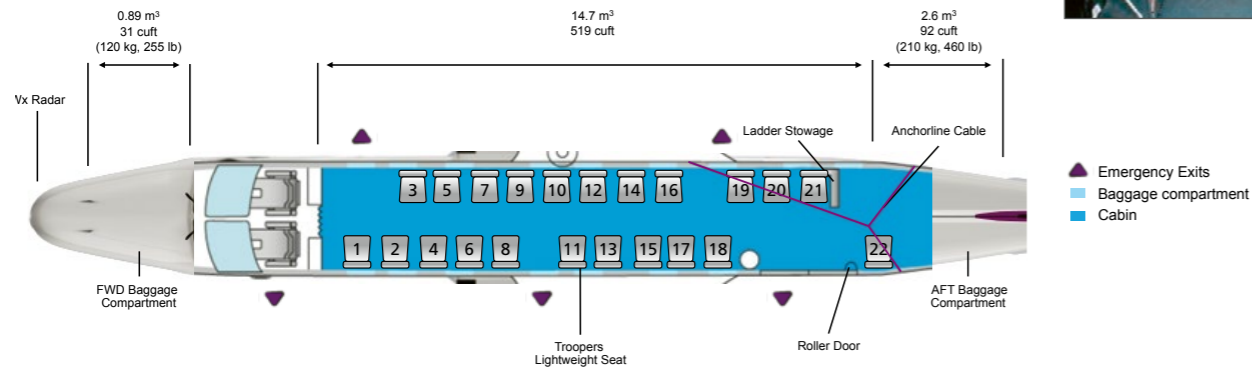 0.89 m³
31 cuft
(120 kg, 255 lb)
14.7 m³
519 cuft
2.6 m³
92 cuft
(210 kg, 460 lb)
Vx Radar
Ladder Stowage
Anchorline Cable
Emergency Exits
Baggage compartment
Cabin
3 5 7 9 10 12 14 16 19 20 21
1 2 4 6 8 11 13 15 17 18 22
FWD Baggage
Compartment
AFT Baggage
Compartment
Troopers
Lightweight Seat
Roller Door